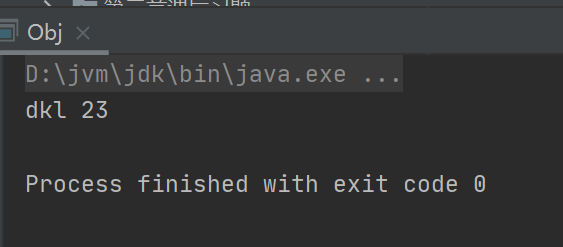 Obj
D:\jvm\jdk\bin\java.exe ...
dkl 23
Process finished with exit code 0